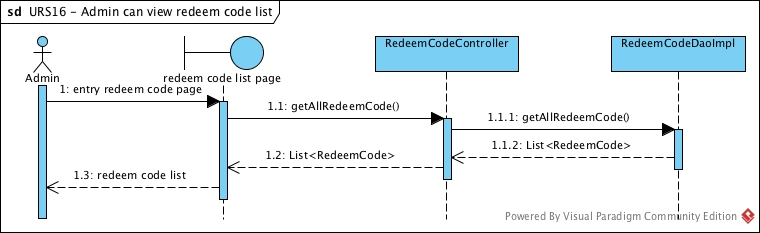 sd URS16 - Admin can view redeem code list
Admin
redeem code list page
RedeemCodeController
RedeemCodeDaoImpl
1: entry redeem code page
1.1: getAllRedeemCode()
1.1.1: getAllRedeemCode()
1.1.2: List<RedeemCode>
1.2: List<RedeemCode>
1.3: redeem code list
Powered By Visual Paradigm Community Edition